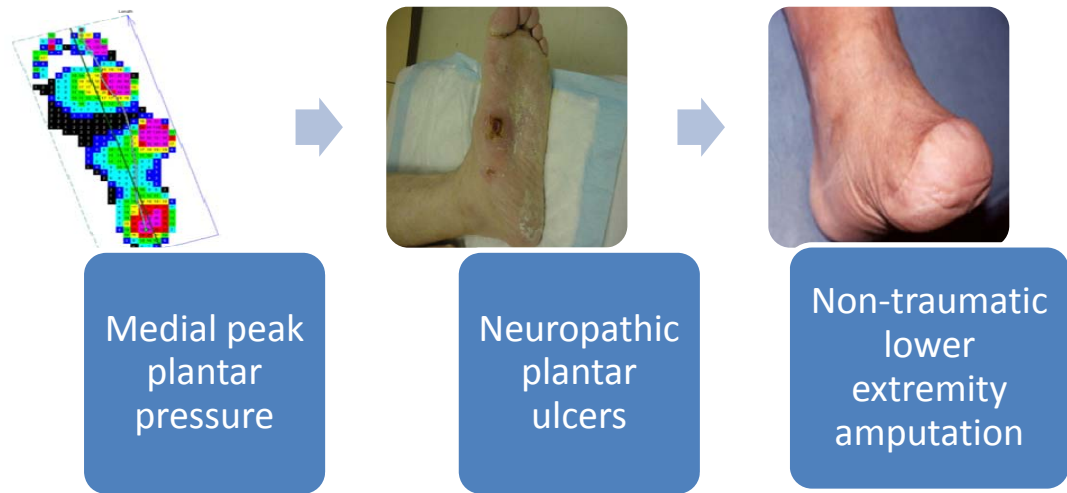 Medial peak
plantar
pressure
Neuropathic
plantar
ulcers
Non-traumatic
lower
extremity
amputation